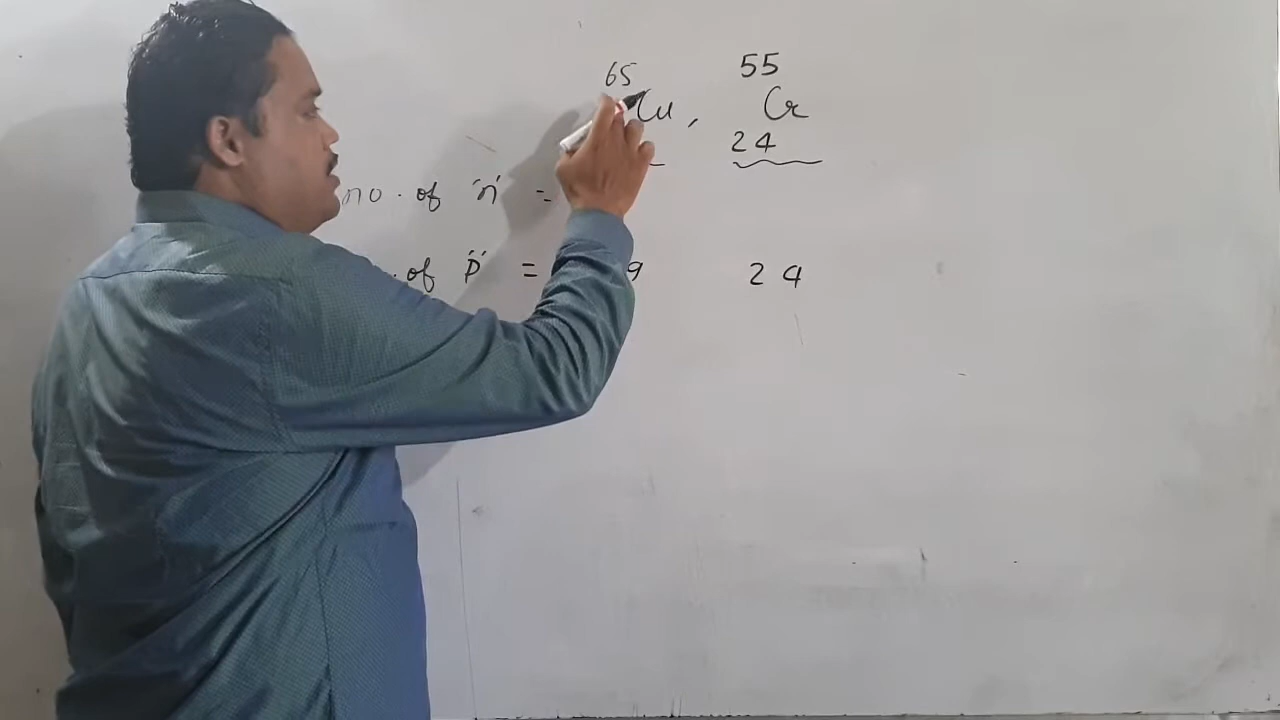 65 55
Cu, Cr
24
no. of 'n' =
of 'p' = 9 24